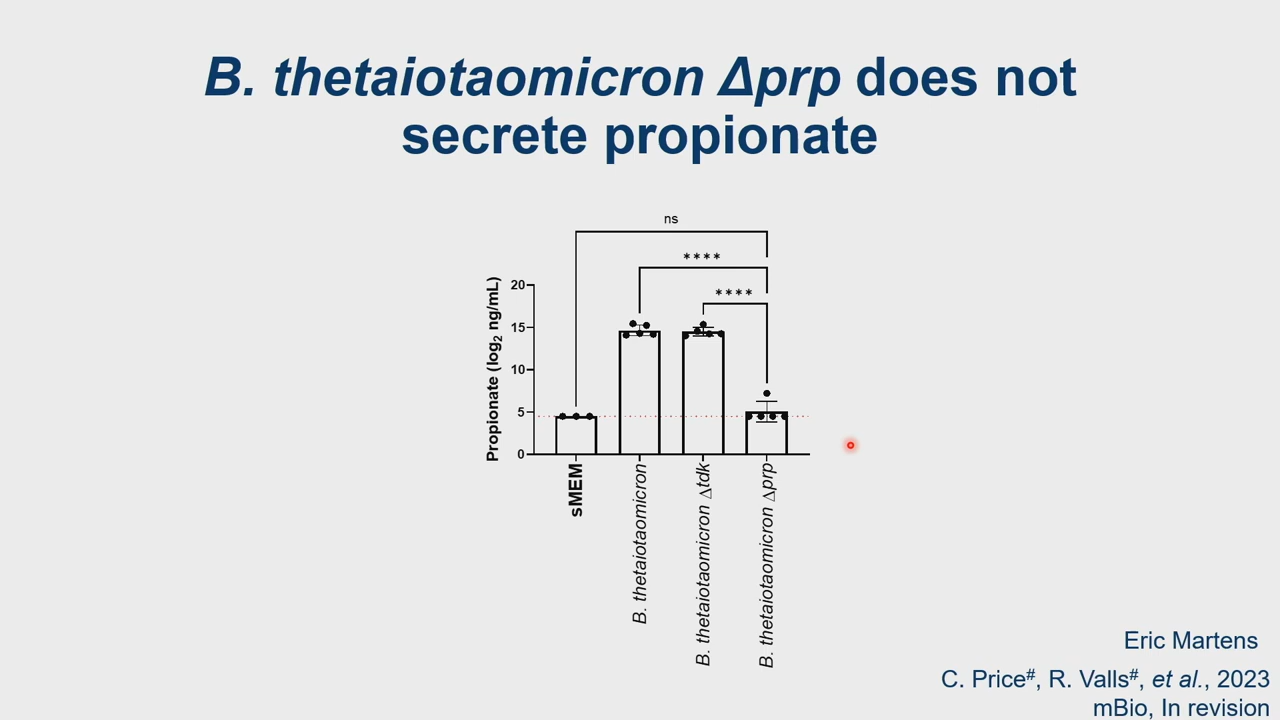 B. thetaiotaomicron Δprp does not
secrete propionate
ns
****
****
Propionate (log2 ng/mL)
20
15
10
5
0
sMEM
B. thetaiotaomicron
B. thetaiotaomicron Δtdk
B. thetaiotaomicron Δprp
Eric Martens
C. Price#, R. Valls#, et al., 2023
mBio, In revision